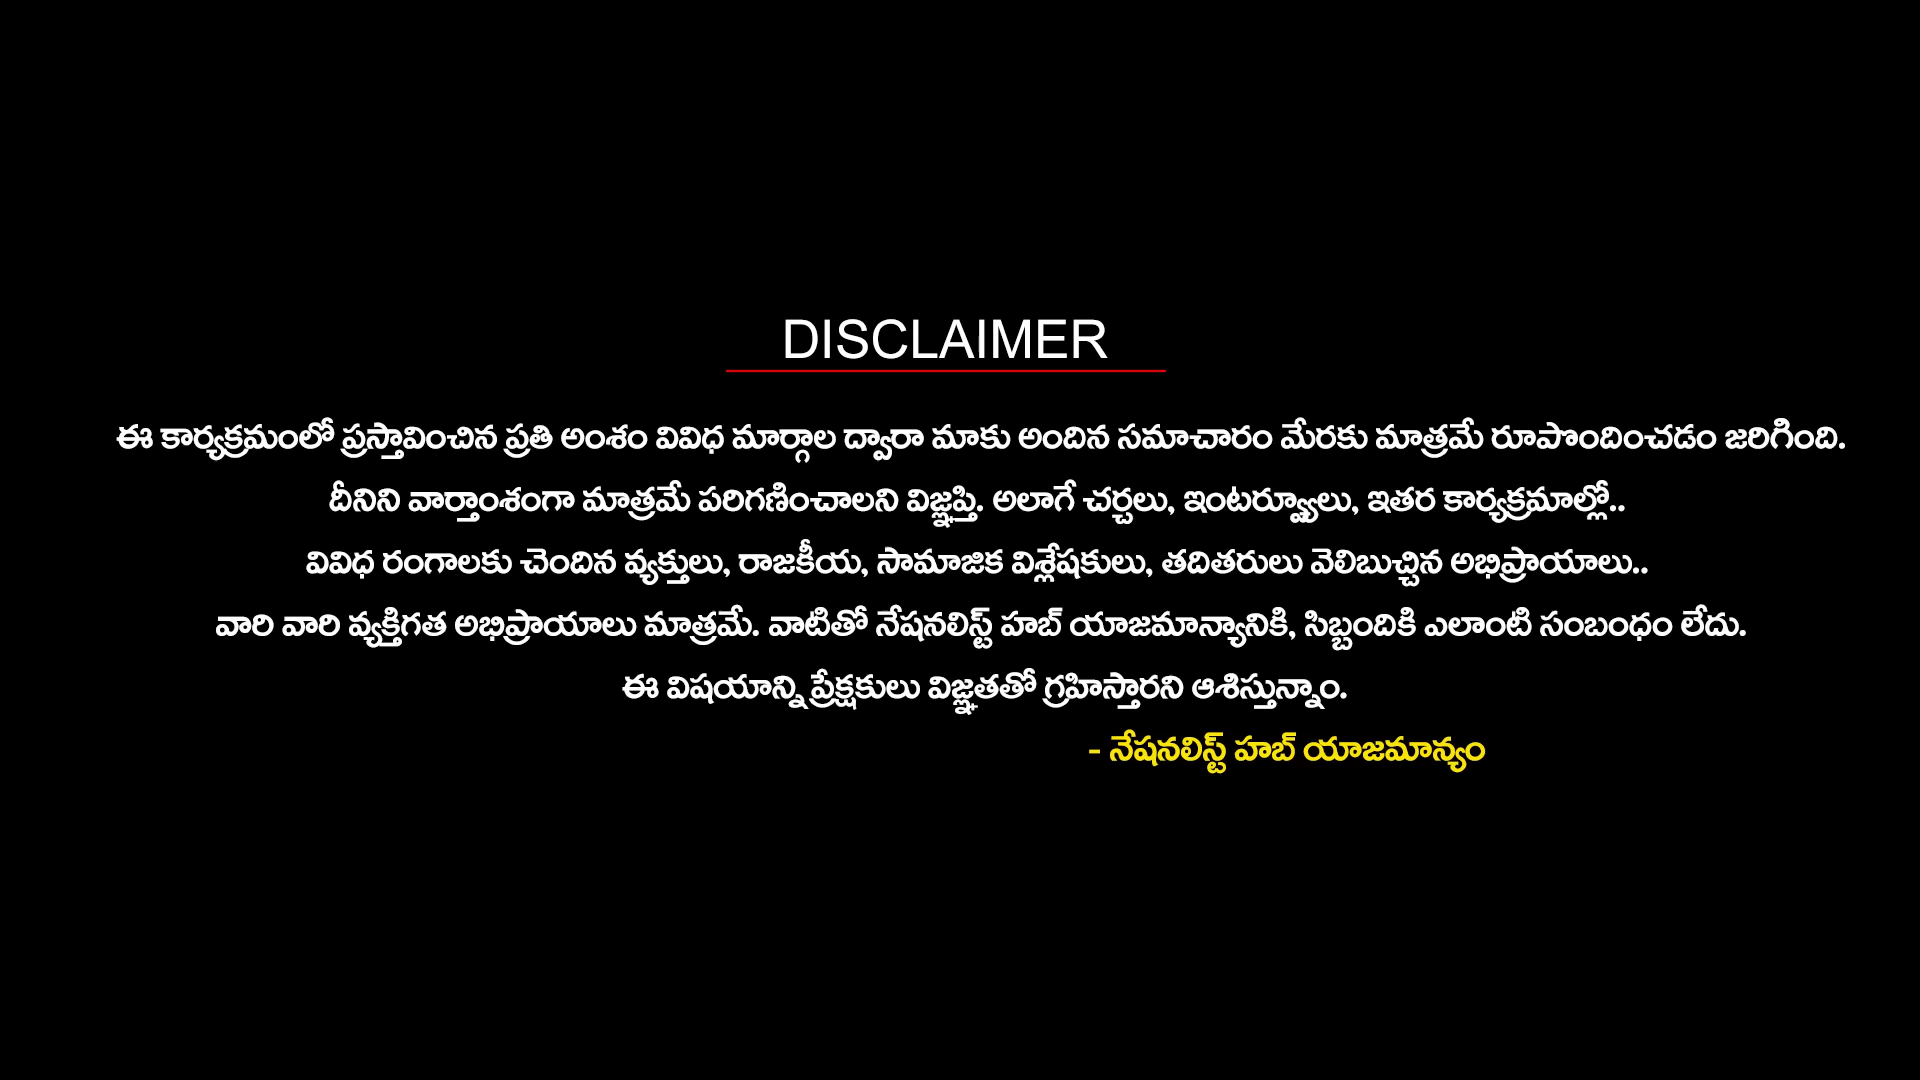 DISCLAIMER
ఈ కార్యక్రమంలో ప్రస్తావించిన ప్రతి అంశం వివిధ మార్గాల ద్వారా మాకు అందిన సమాచారం మేరకు మాత్రమే రూపొందించడం జరిగింది.
దీనిని వార్తాంశంగా మాత్రమే పరిగణించాలని విజ్ఞప్తి. అలాగే చర్చలు, ఇంటర్వ్యూలు, ఇతర కార్యక్రమాల్లో..
వివిధ రంగాలకు చెందిన వ్యక్తులు, రాజకీయ, సామాజిక విశ్లేషకులు, తదితరులు వెలిబుచ్చిన అభిప్రాయాలు..
వారి వారి వ్యక్తిగత అభిప్రాయాలు మాత్రమే. వాటితో నేషనలిస్ట్ హబ్ యాజమాన్యానికి, సిబ్బందికి ఎలాంటి సంబంధం లేదు.
ఈ విషయాన్ని ప్రేక్షకులు విజ్ఞతతో గ్రహిస్తారని ఆశిస్తున్నాం.
- నేషనలిస్ట్ హబ్ యాజమాన్యం